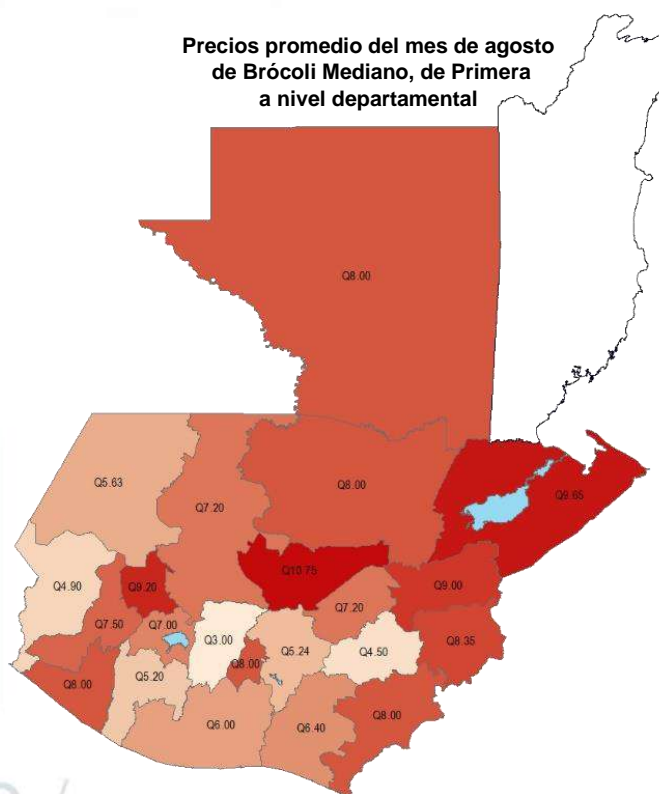 Precios promedio del mes de agosto
de Brócoli Mediano, de Primera
a nivel departamental
Q8.00
Q5.63
Q7.20
Q8.00
Q9.65
Q10.75
Q4.90
Q9.20
Q9.00
Q7.20
Q7.50
Q7.00
Q3.00
Q5.24
Q4.50
Q8.35
Q8.00
Q8.00
Q5.20
Q6.00
Q6.40
Q8.00